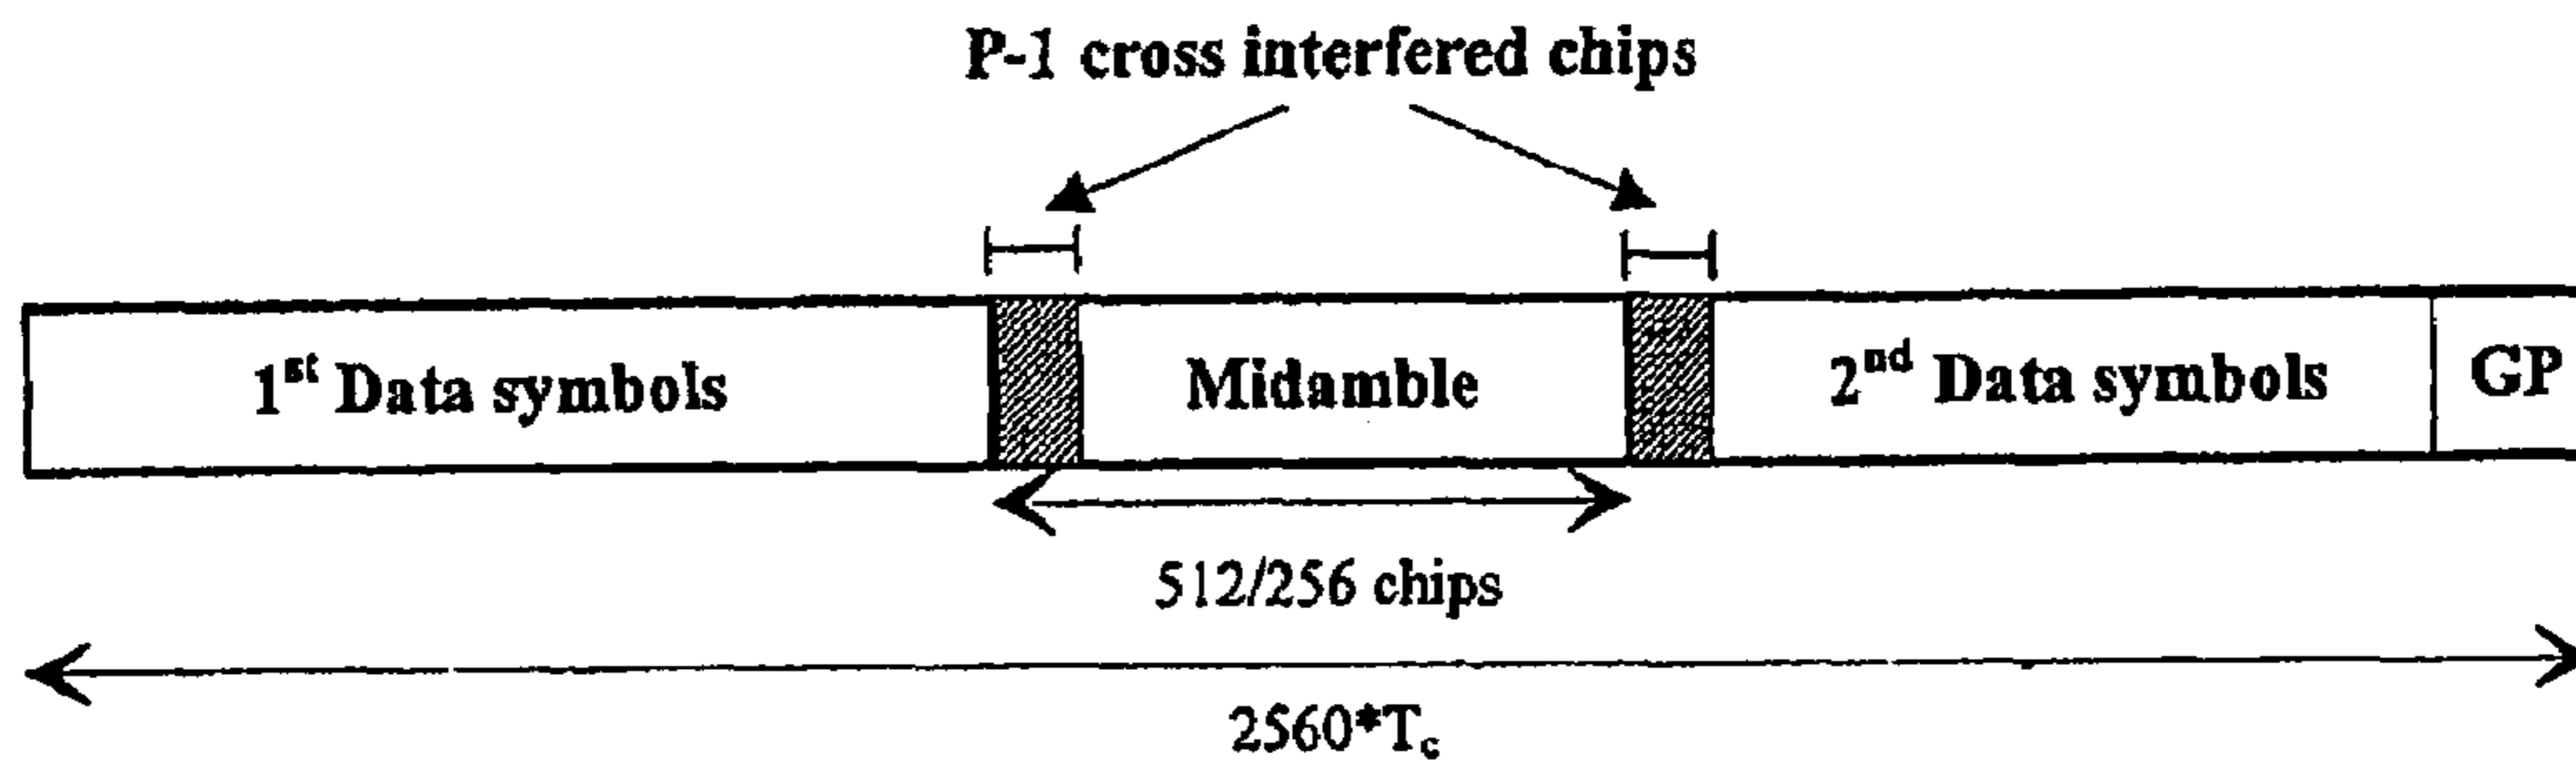 P-1 cross interfered chips
1st Data symbols
Midamble
2nd Data symbols
GP
512/256 chips
2560*Tc